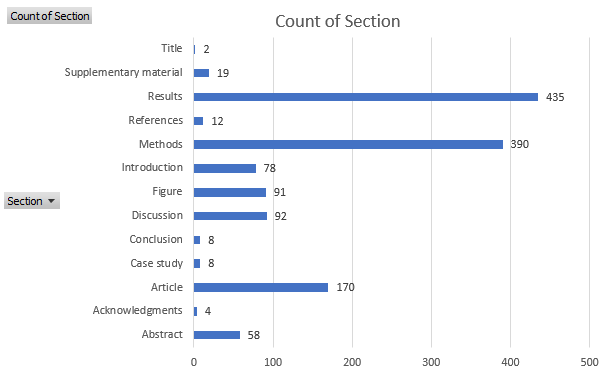 Count of Section
Count of Section
Title 2
Supplementary material 19
Results 435
References 12
Methods 390
Introduction 78
Figure 91
Section
Discussion 92
Conclusion 8
Case study 8
Article 170
Acknowledgments 4
Abstract 58
0 100 200 300 400 500